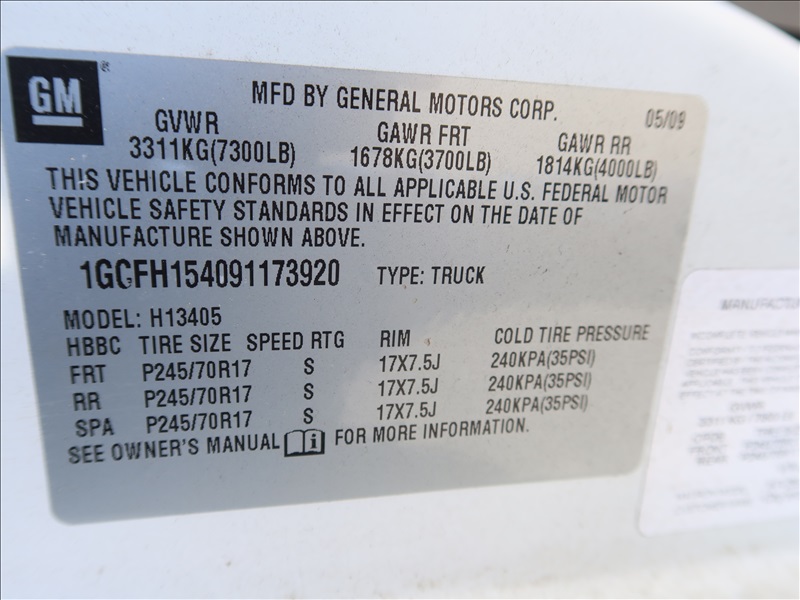 GM
MFD BY GENERAL MOTORS CORP. 05/09
GVWR GAWR FRT GAWR RR
3311KG(7300LB) 1678KG(3700LB) 1814KG(4000LB)
THIS VEHICLE CONFORMS TO ALL APPLICABLE U.S. FEDERAL MOTOR
VEHICLE SAFETY STANDARDS IN EFFECT ON THE DATE OF
MANUFACTURE SHOWN ABOVE.
1GCFH154091173920 TYPE: TRUCK
MODEL: H13405
HBBC TIRE SIZE SPEED RTG RIM COLD TIRE PRESSURE
FRT P245/70R17 S 17X7.5J 240KPA(35PSI)
RR P245/70R17 S 17X7.5J 240KPA(35PSI)
SPA P245/70R17 S 17X7.5J 240KPA(35PSI)
SEE OWNER'S MANUAL FOR MORE INFORMATION.